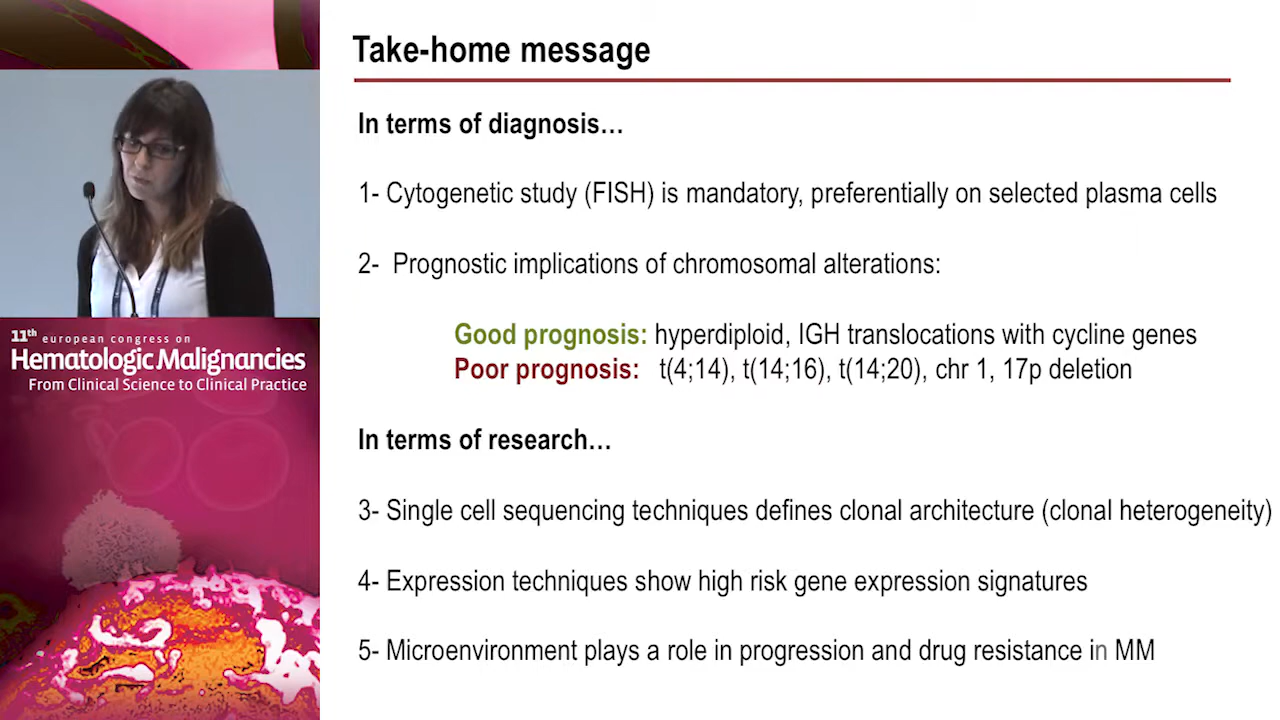 Take-home message
In terms of diagnosis…
1- Cytogenetic study (FISH) is mandatory, preferentially on selected plasma cells
2- Prognostic implications of chromosomal alterations:
Good prognosis: hyperdiploid, IGH translocations with cycline genes
Poor prognosis: t(4;14), t(14;16), t(14;20), chr 1, 17p deletion
In terms of research…
3- Single cell sequencing techniques defines clonal architecture (clonal heterogeneity)
4- Expression techniques show high risk gene expression signatures
5- Microenvironment plays a role in progression and drug resistance in MM
11th european congress on
Hematologic Malignancies
From Clinical Science to Clinical Practice